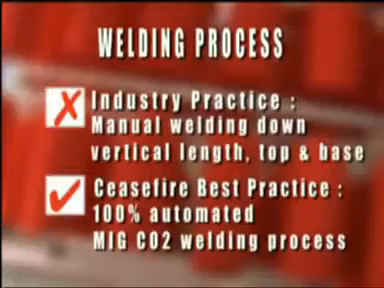 WELDING PROCESS
Industry Practice :
Manual welding down
vertical length, top & base
Ceasefire Best Practice :
100% automated
MIG CO2 welding process